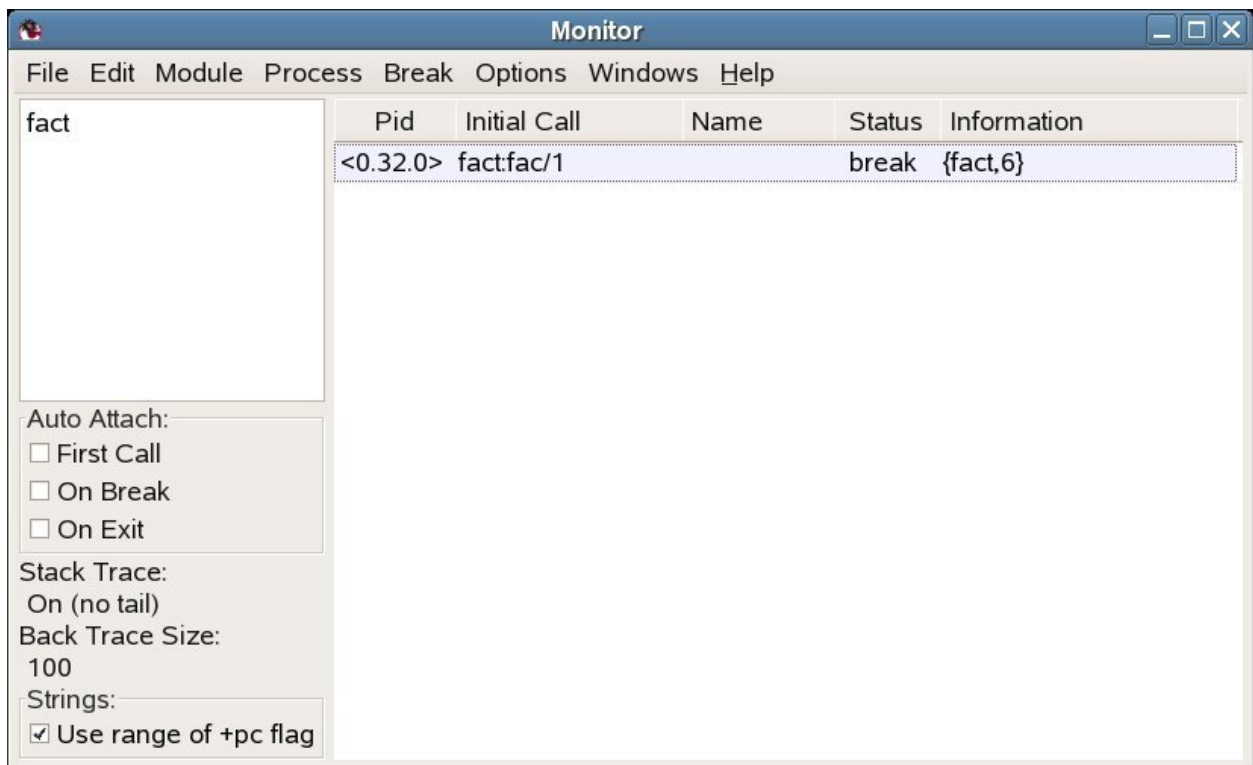 Monitor
File Edit Module Process Break Options Windows Help
fact
Pid Initial Call Name Status Information
<0.32.0> fact:fac/1 break {fact,6}
Auto Attach:
First Call
On Break
On Exit
Stack Trace:
On (no tail)
Back Trace Size:
100
Strings:
Use range of +pc flag